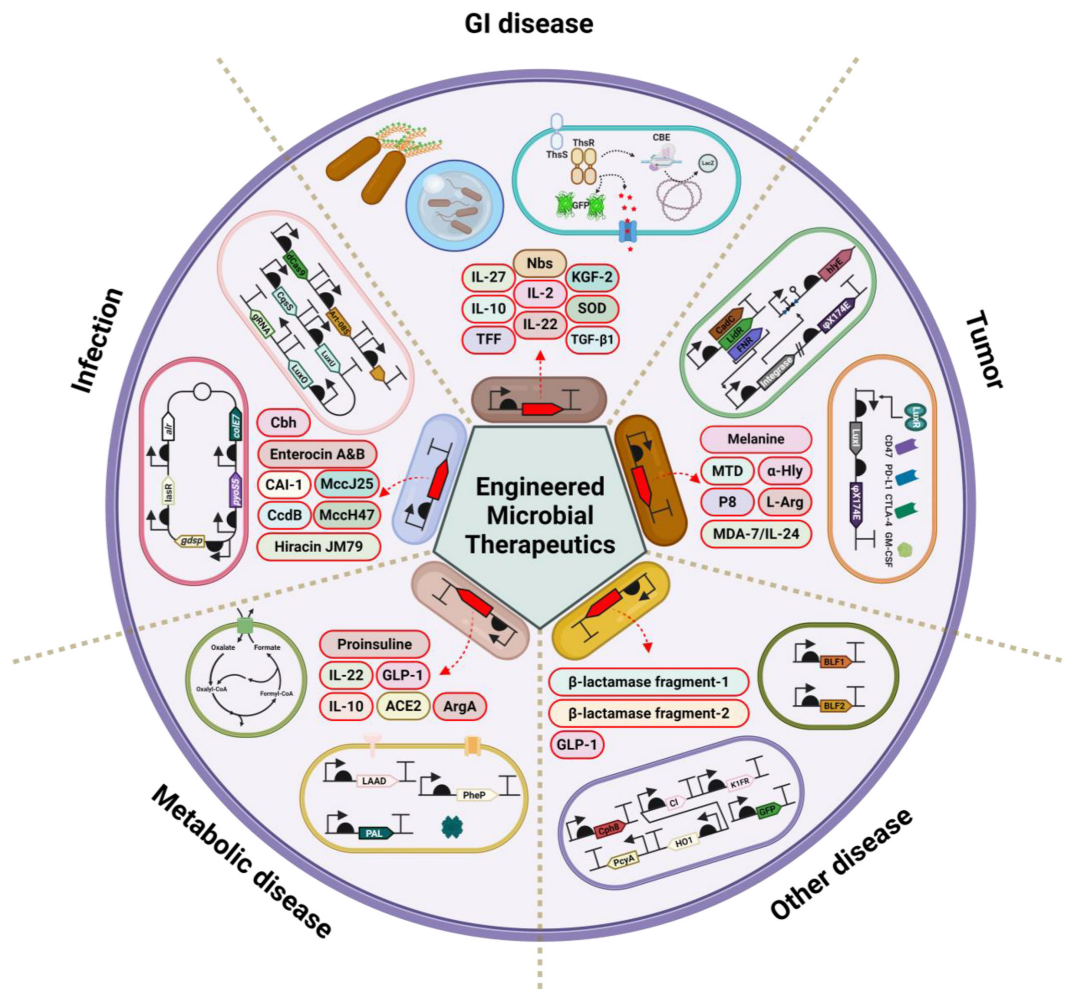 GI disease
ThsS
ThsR
CBE
LacZ
GFP
Nbs
IL-27
KGF-2
IL-2
IL-10
SOD
IL-22
TFF
TGF-β1
Infection
dCas9
CqsS
Art-085
gRNA
LuxU
LuxO
alr
colE7
lasR
pyoS5
gdsp
Cbh
Enterocin A&B
CAI-1
MccJ25
CcdB
MccH47
Hiracin JM79
Engineered
Microbial
Therapeutics
Tumor
hlyE
CadC
LidR
FNR
φX174E
Integrase
LuxR
LuxI
φX174E
CD47
PD-L1
CTLA-4
GM-CSF
Melanine
MTD
α-Hly
P8
L-Arg
MDA-7/IL-24
Metabolic disease
Oxalate
Formate
Oxalyl-CoA
Formyl-CoA
Proinsuline
IL-22
GLP-1
IL-10
ACE2
ArgA
LAAD
PheP
PAL
Other disease
β-lactamase fragment-1
β-lactamase fragment-2
GLP-1
BLF1
BLF2
Cph8
CI
K1FR
PcyA
HO1
GFP